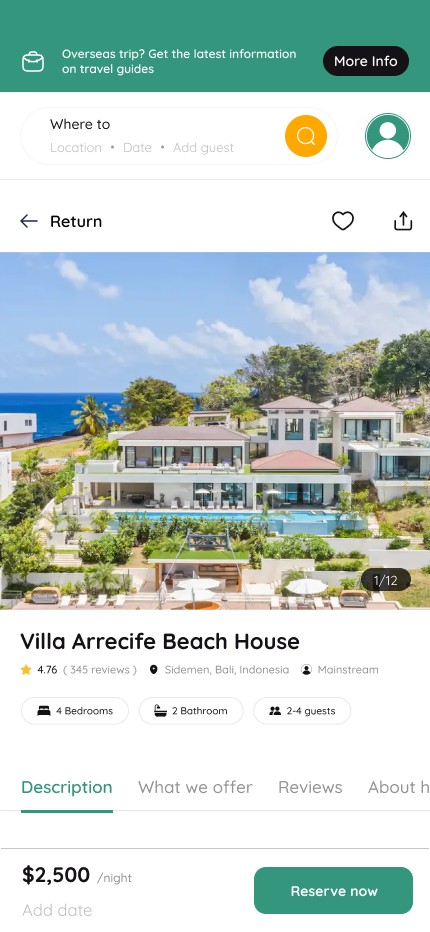 Overseas trip? Get the latest information
on travel guides
More Info
Where to
Location • Date • Add guest
Return
1/12
Villa Arrecife Beach House
4.76 ( 345 reviews ) Sidemen, Bali, Indonesia Mainstream
4 Bedrooms 2 Bathroom 2-4 guests
Description What we offer Reviews About h
$2,500 /night
Add date
Reserve now